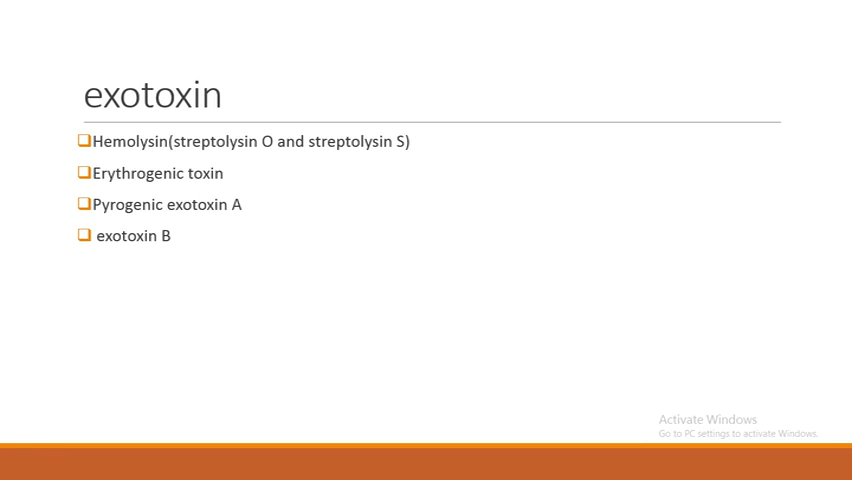 exotoxin
Hemolysin(streptolysin O and streptolysin S)
Erythrogenic toxin
Pyrogenic exotoxin A
exotoxin B
Activate Windows
Go to PC settings to activate Windows.